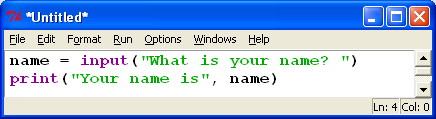 *Untitled*
File Edit Format Run Options Windows Help
name = input("What is your name? ")
print("Your name is", name)
Ln: 4 Col: 0